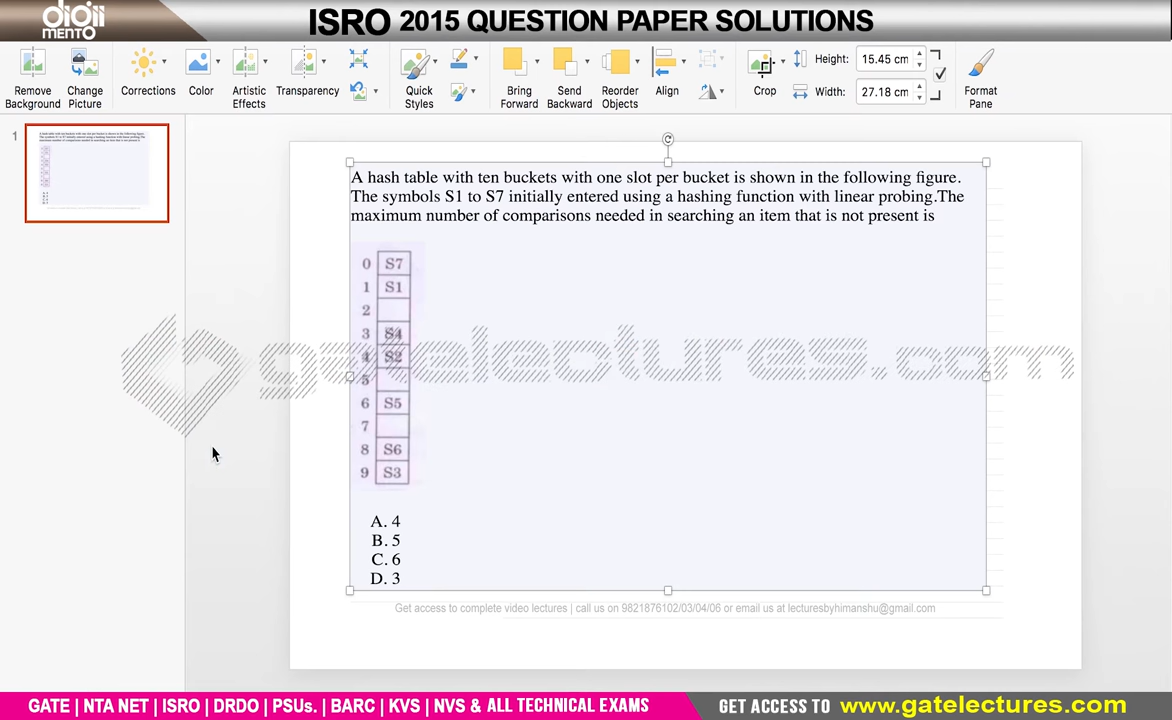 digii
MENTO
ISRO 2015 QUESTION PAPER SOLUTIONS
Remove
Background
Change
Picture
Corrections
Color
Artistic
Effects
Transparency
Quick
Styles
Bring
Forward
Send
Backward
Reorder
Objects
Align
Crop
Height: 15.45 cm
Width: 27.18 cm
Format
Pane
1
A hash table with ten buckets with one slot per bucket is shown in the following figure.
The symbols S1 to S7 initially entered using a hashing function with linear probing.The
maximum number of comparisons needed in searching an item that is not present is
0 S7
1 S1
2
3 S4
4 S2
5
6 S5
7
8 S6
9 S3
gatelectures.com
A. 4
B. 5
C. 6
D. 3
Get access to complete video lectures | call us on 9821876102/03/04/06 or email us at lecturesbyhimanshu@gmail.com
GATE | NTA NET | ISRO | DRDO | PSUs. | BARC | KVS | NVS & ALL TECHNICAL EXAMS
GET ACCESS TO www.gatelectures.com